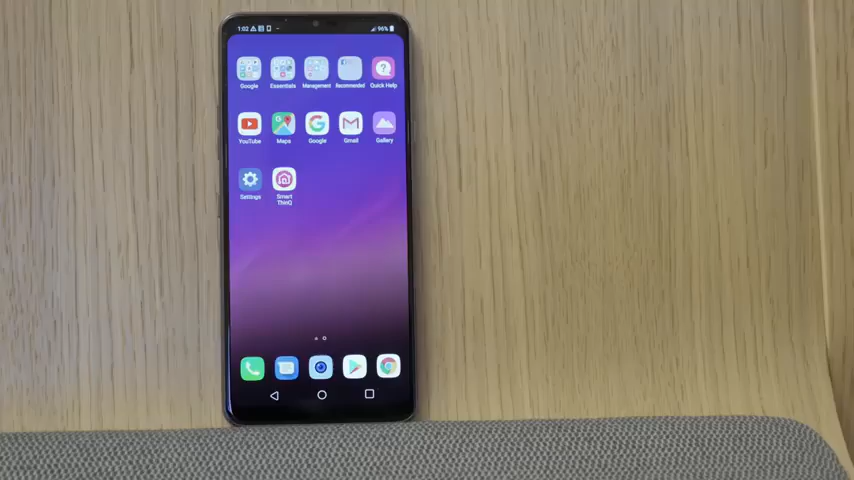 1:02
96%
Google Essentials Management Recommended Quick Help
YouTube Maps Google Gmail Gallery
Settings Smart
ThinQ